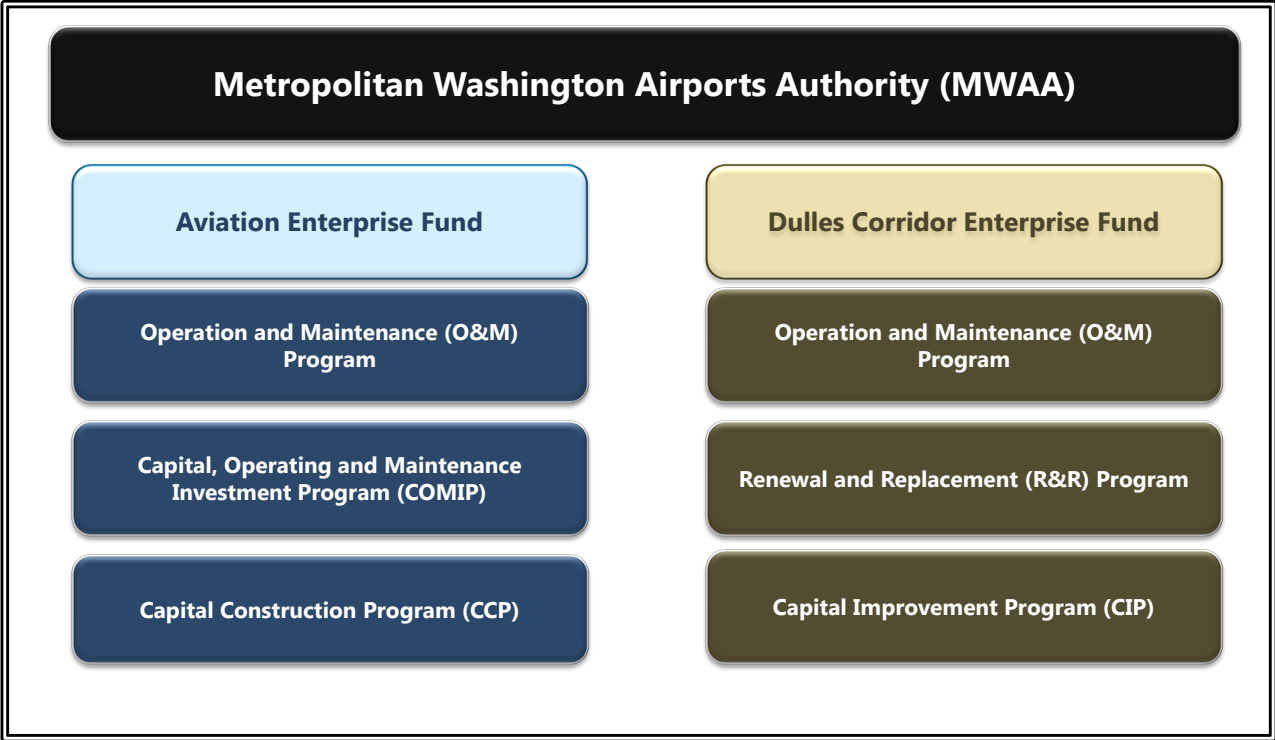 Metropolitan Washington Airports Authority (MWAA)
Aviation Enterprise Fund
Operation and Maintenance (O&M)
Program
Capital, Operating and Maintenance
Investment Program (COMIP)
Capital Construction Program (CCP)
Dulles Corridor Enterprise Fund
Operation and Maintenance (O&M)
Program
Renewal and Replacement (R&R) Program
Capital Improvement Program (CIP)